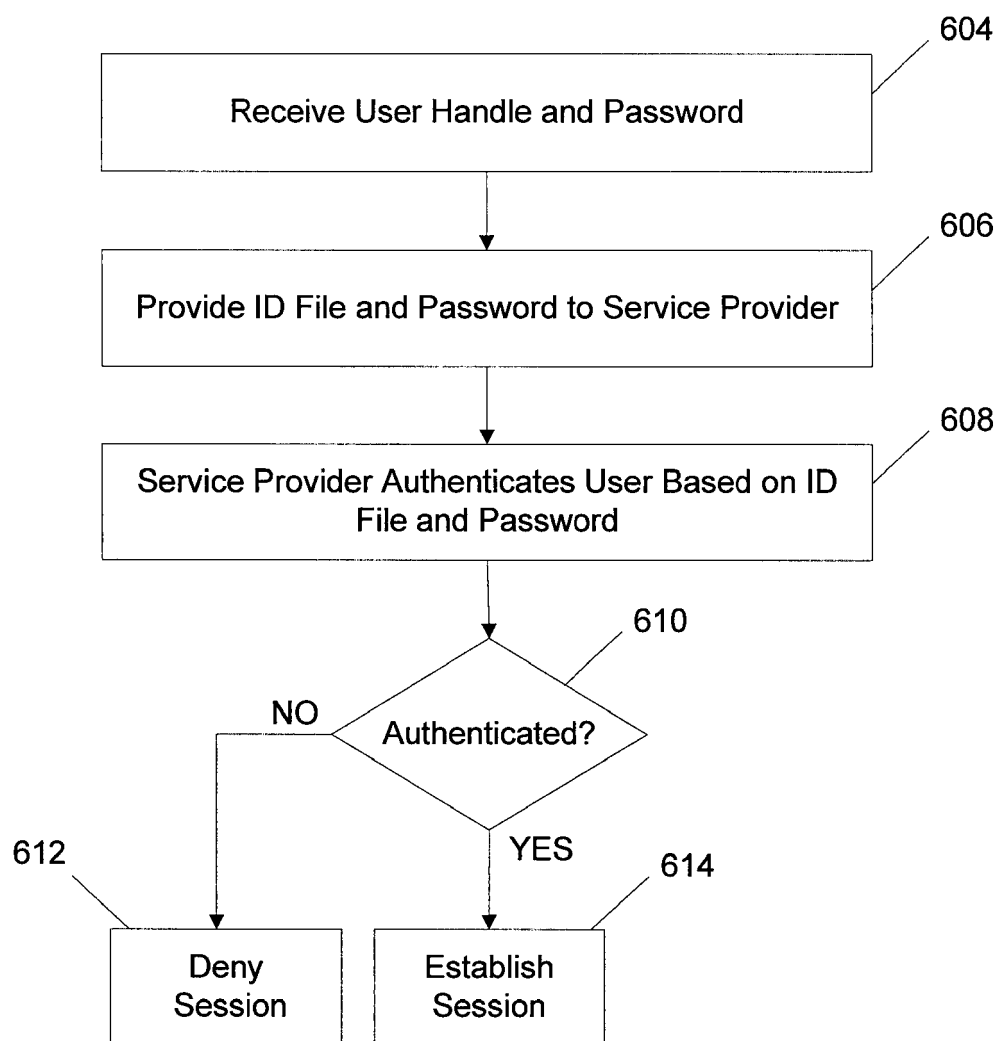 604
Receive User Handle and Password
606
Provide ID File and Password to Service Provider
608
Service Provider Authenticates User Based on ID
File and Password
610
NO
Authenticated?
YES
612
614
Deny
Session
Establish
Session